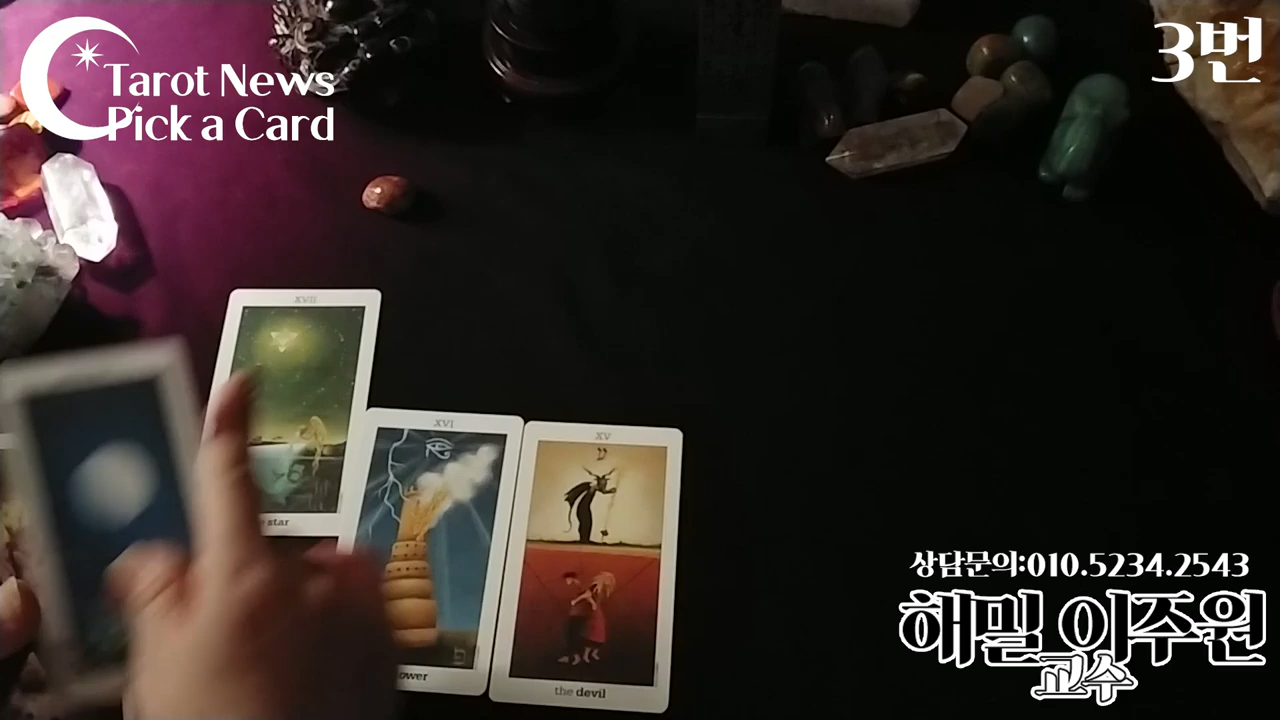 Tarot News
Pick a Card
3번
XVII
star
XVI
ower
XV
the devil
상담문의:010.5234.2543
해밀 이주원
교수